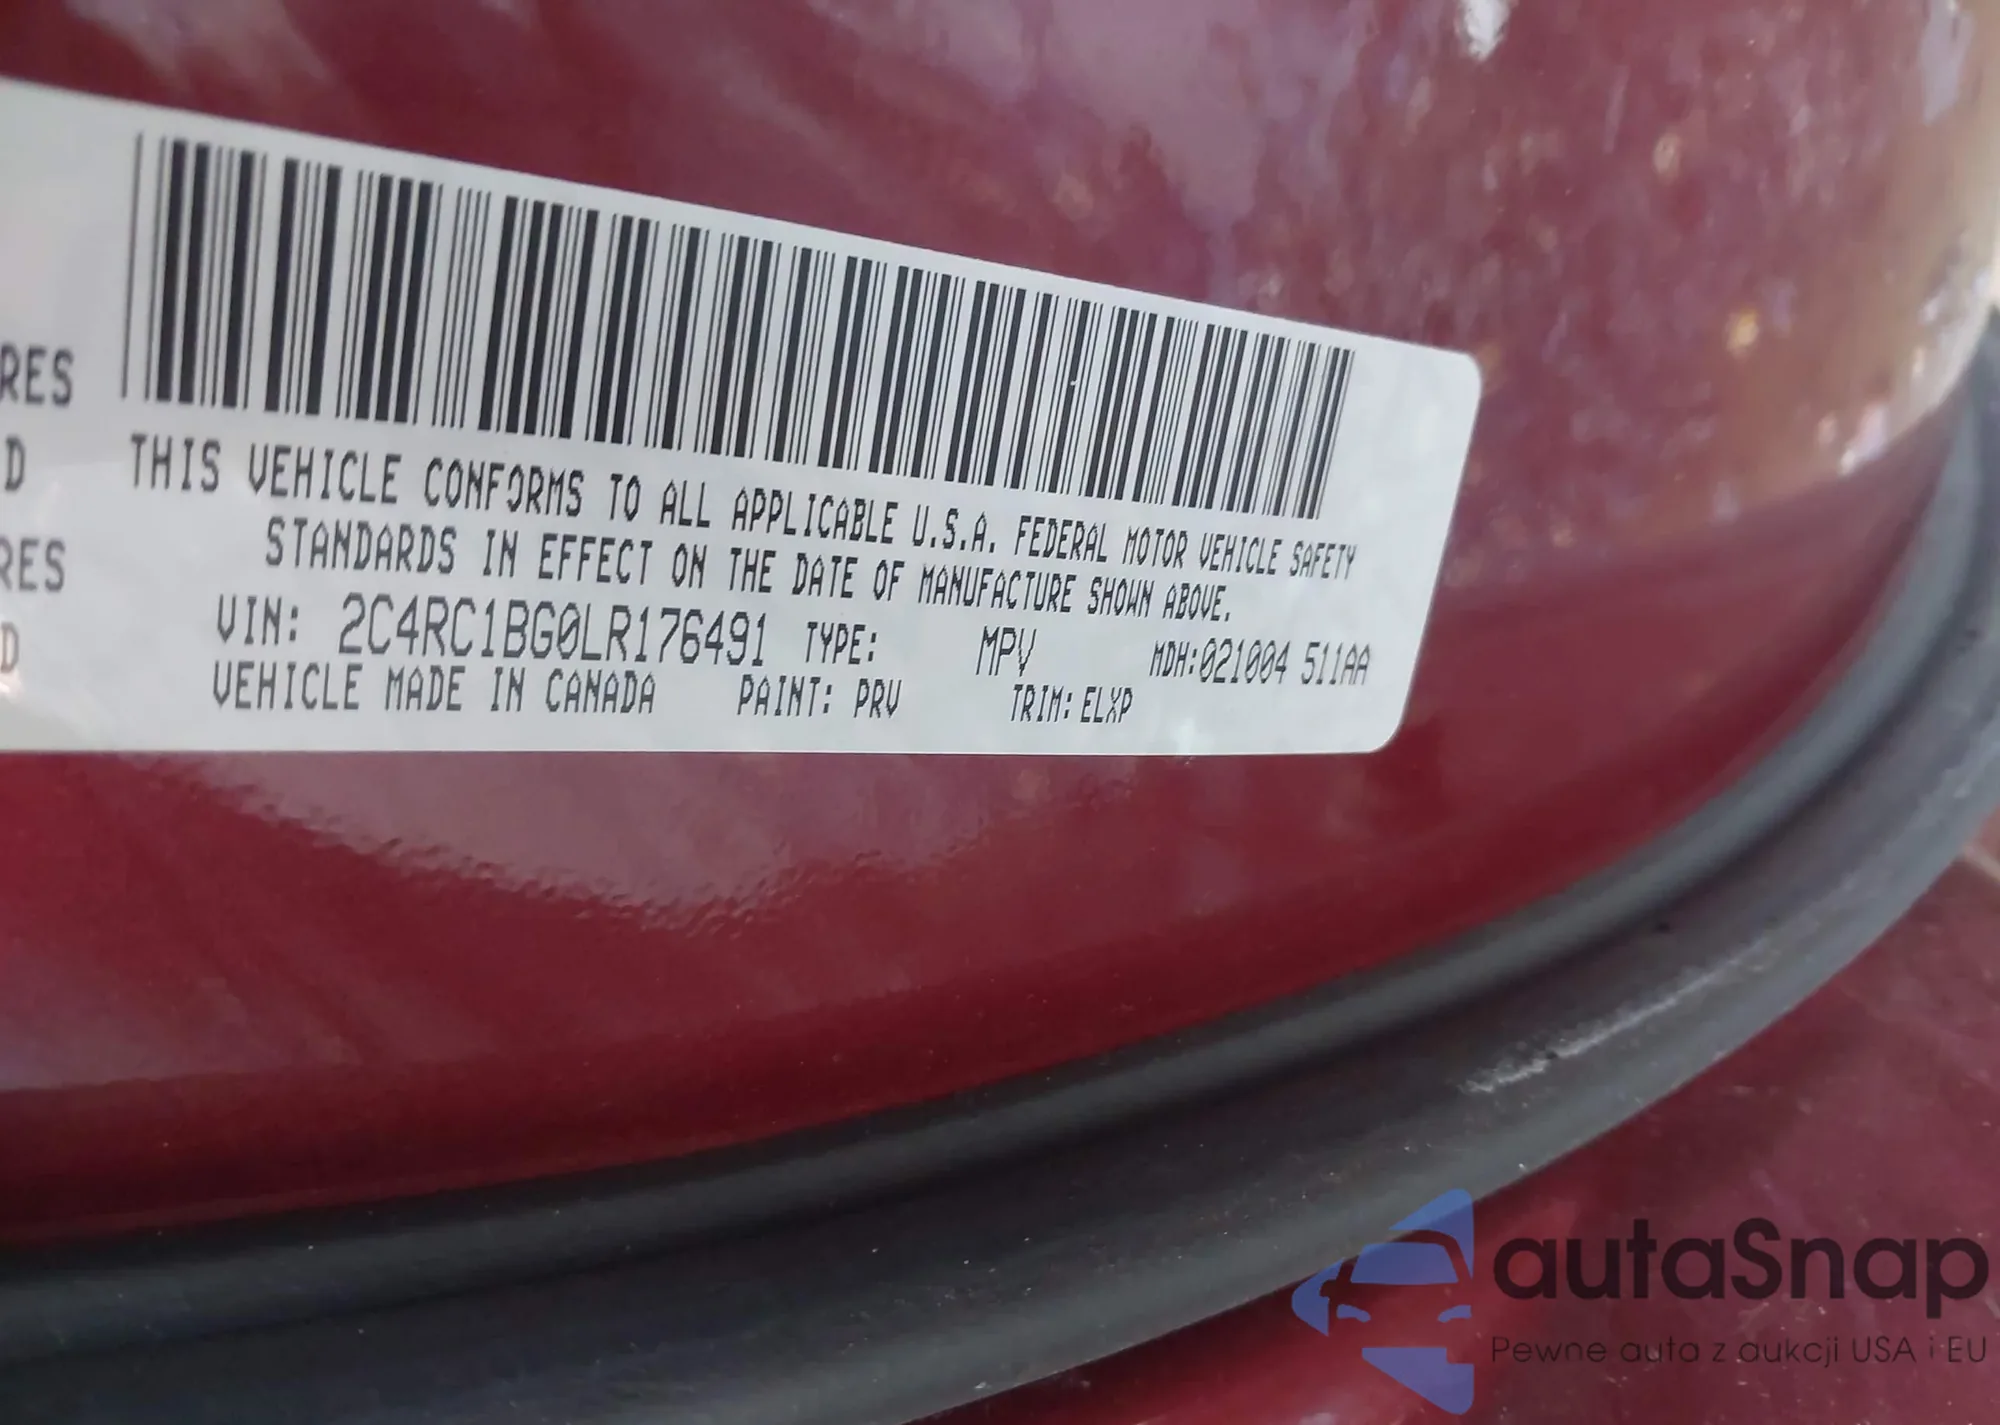 RES
D
RES
D
THIS VEHICLE CONFORMS TO ALL APPLICABLE U.S.A. FEDERAL MOTOR VEHICLE SAFETY
STANDARDS IN EFFECT ON THE DATE OF MANUFACTURE SHOWN ABOVE.
VIN: 2C4RC1BG0LR176491 TYPE: MPV MDH:021004 511AA
VEHICLE MADE IN CANADA PAINT: PRV TRIM: ELXP
autaSnap
Pewne auta z aukcji USA i EU